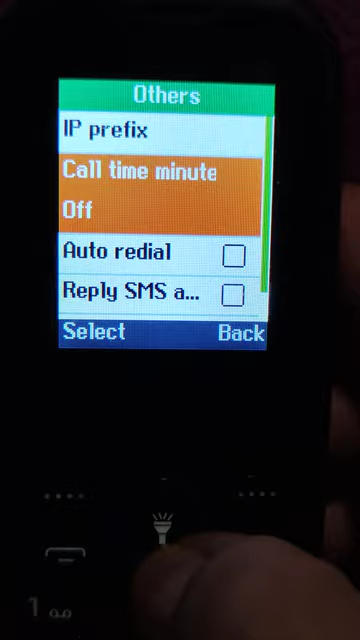 Others
IP prefix
Call time minute
Off
Auto redial
Reply SMS a...
Select Back
1